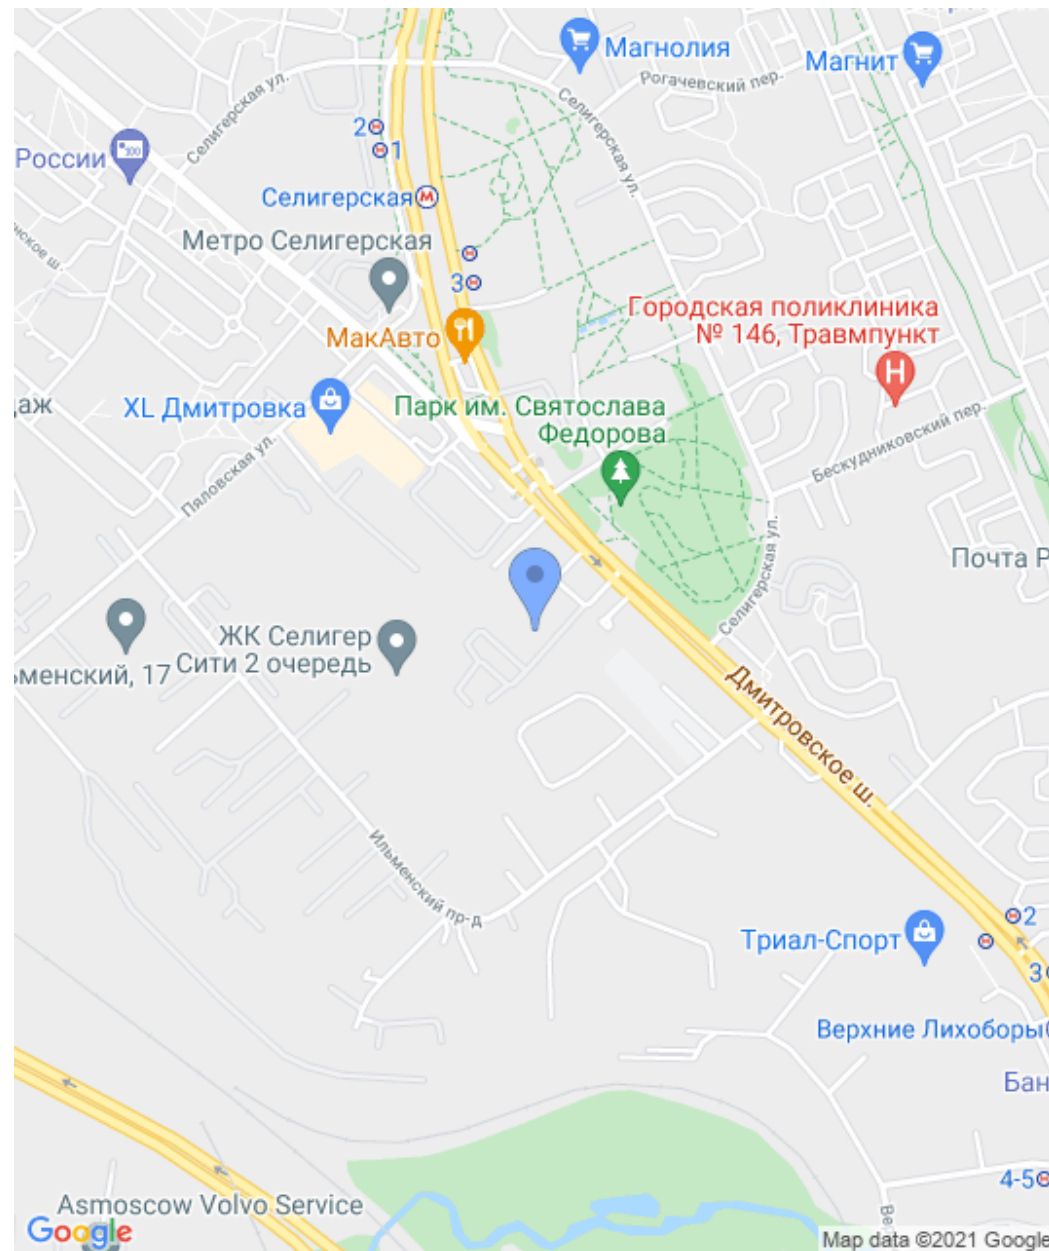 Магнолия
Магнит
Рогачевский пер.
Селигерская ул.
Селигерская ул.
2
1
России
Селигерская
Метро Селигерская
3
МакАвто
Городская поликлиника
№ 146, Травмпункт
XL Дмитровка
Парк им. Святослава
Федорова
Бескудниковский пер.
Пяловская ул.
Почта Р
Селигерская ул.
ЖК Селигер
Сити 2 очередь
ьменский, 17
Дмитровское ш.
Ильменский пр-д
2
Триал-Спорт
3
Верхние Лихоборы
Бан
4-5
Asmoscow Volvo Service
Google
Map data ©2021 Google